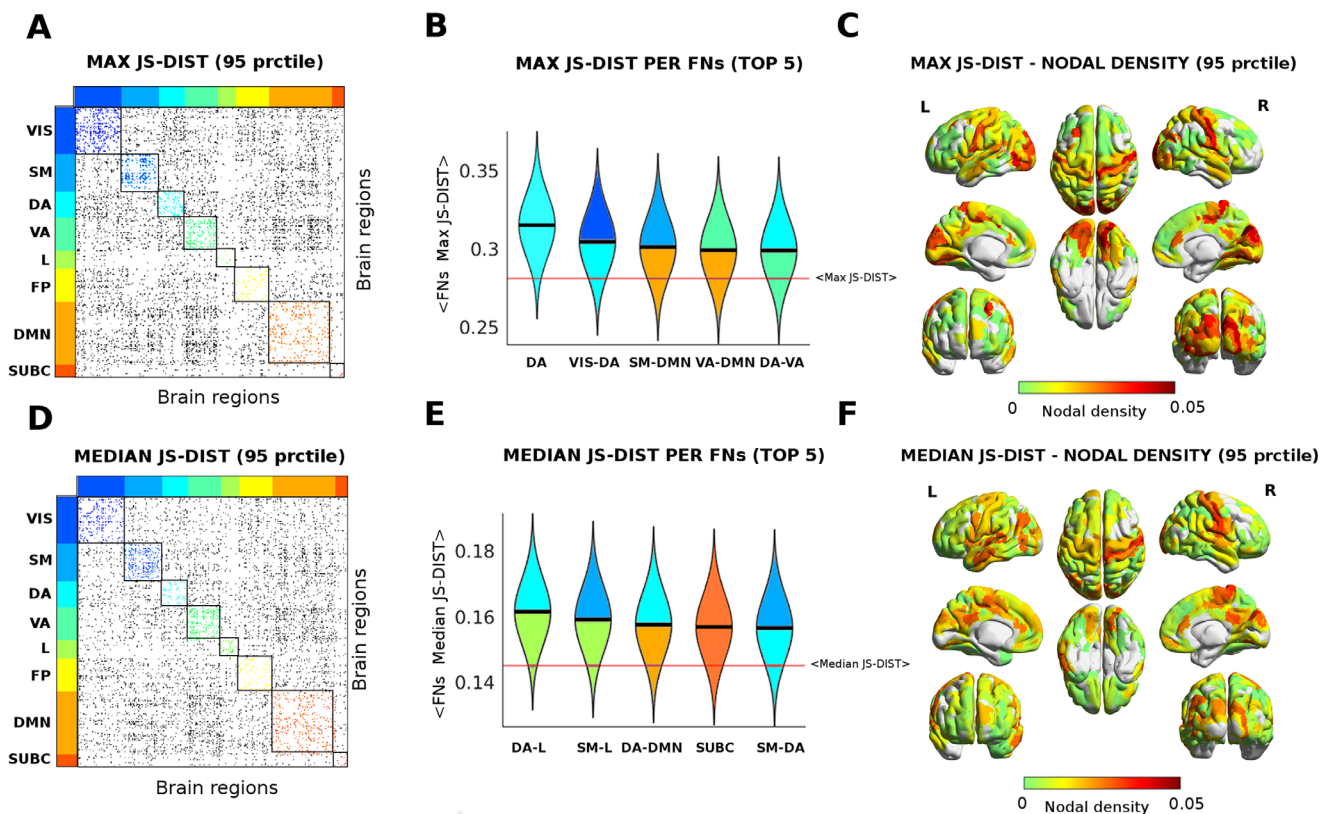 A
MAX JS-DIST (95 prctile)
VIS
SM
DA
VA
L
FP
DMN
SUBC
Brain regions
Brain regions
B
MAX JS-DIST PER FNs (TOP 5)
<FNs Max JS-DIST>
0.35
0.3
0.25
<Max JS-DIST>
DA VIS-DA SM-DMN VA-DMN DA-VA
C
MAX JS-DIST - NODAL DENSITY (95 prctile)
L R
0 Nodal density 0.05
D
MEDIAN JS-DIST (95 prctile)
VIS
SM
DA
VA
L
FP
DMN
SUBC
Brain regions
Brain regions
E
MEDIAN JS-DIST PER FNs (TOP 5)
<FNs Median JS-DIST>
0.18
0.16
0.14
<Median JS-DIST>
DA-L SM-L DA-DMN SUBC SM-DA
F
MEDIAN JS-DIST - NODAL DENSITY (95 prctile)
L R
0 Nodal density 0.05